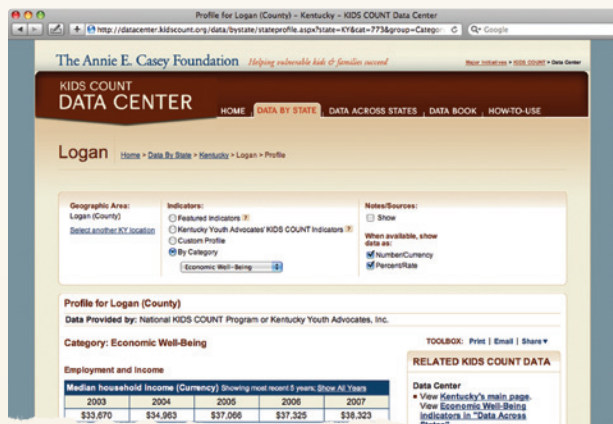 Profile for Logan (County) – Kentucky – KIDS COUNT Data Center
http://datacenter.kidscount.org/data/bystate/stateprofile.aspx?state=KY&cat=773&group=Categor
Google
The Annie E. Casey Foundation Helping vulnerable kids & families succeed
Major Initiatives > KIDS COUNT > Data Center
KIDS COUNT
DATA CENTER
HOME DATA BY STATE DATA ACROSS STATES DATA BOOK HOW-TO-USE
Logan Home > Data By State > Kentucky > Logan > Profile
Geographic Area:
Logan (County)
Select another KY location
Indicators:
Featured Indicators ?
Kentucky Youth Advocates' KIDS COUNT Indicators ?
Custom Profile
By Category
Economic Well-Being
Notes/Sources:
Show
When available, show
data as:
Number/Currency
Percent/Rate
Profile for Logan (County)
Data Provided by: National KIDS COUNT Program or Kentucky Youth Advocates, Inc.
Category: Economic Well-Being
TOOLBOX: Print | Email | Share ▼
Employment and Income
Median household Income (Currency) Showing most recent 5 years; Show All Years
2003 2004 2005 2006 2007
$33,670 $34,963 $37,066 $37,325 $38,323
RELATED KIDS COUNT DATA
Data Center
View Kentucky's main page.
View Economic Well-Being
Indicators in "Data Across